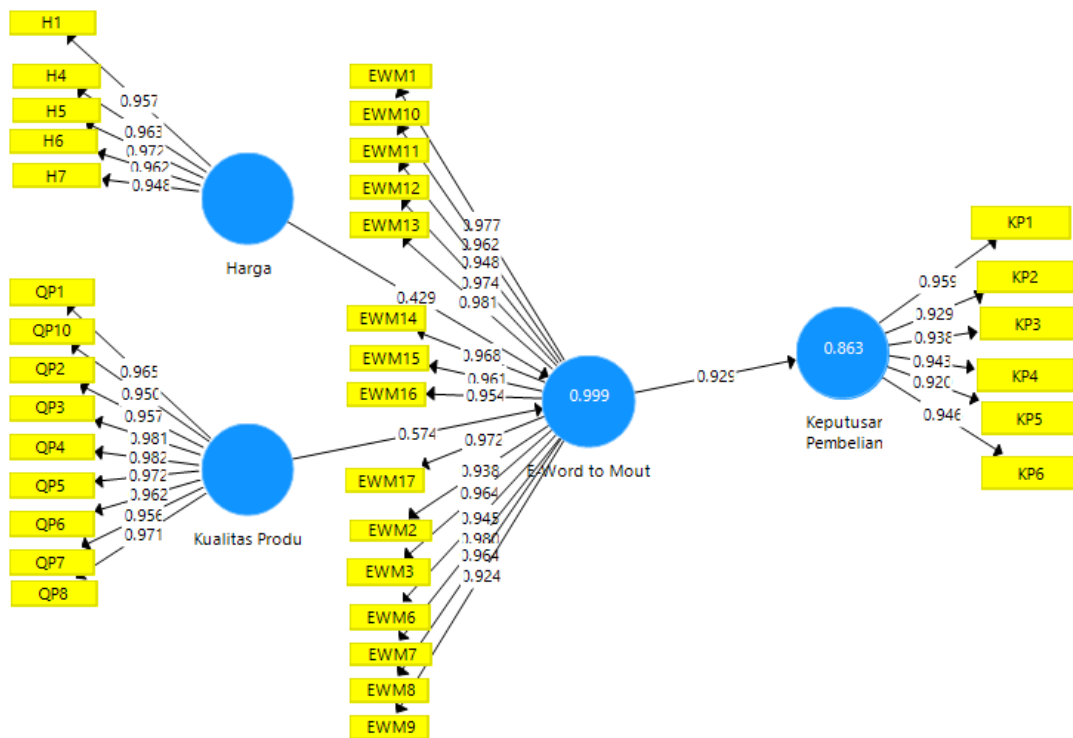 H1
H4
H5
H6
H7
0.957
0.963
0.972
0.962
0.948
Harga
QP1
QP10
QP2
QP3
QP4
QP5
QP6
QP7
QP8
0.965
0.950
0.957
0.981
0.982
0.972
0.962
0.956
0.971
Kualitas Produ
0.429
0.574
EWM1
EWM10
EWM11
EWM12
EWM13
EWM14
EWM15
EWM16
EWM17
EWM2
EWM3
EWM6
EWM7
EWM8
EWM9
0.977
0.962
0.948
0.974
0.981
0.968
0.961
0.954
0.972
0.938
0.964
0.945
0.980
0.964
0.924
0.999
E-Word to Mout
0.929
0.863
Keputusar
Pembelian
0.959
0.929
0.938
0.943
0.920
0.946
KP1
KP2
KP3
KP4
KP5
KP6